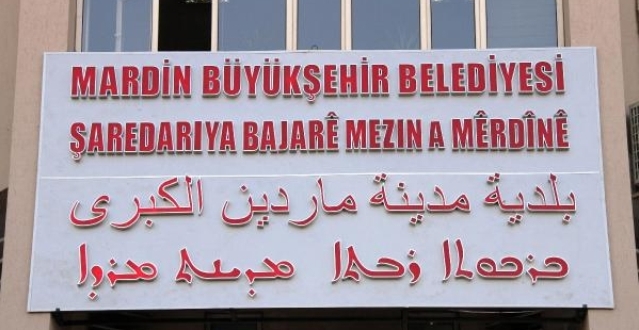 MARDİN BÜYÜKŞEHİR BELEDİYESİ
ŞAREDARIYA BAJARÊ MEZIN A MÊRDÎNÊ
بلدية مدينة ماردين الكبرى